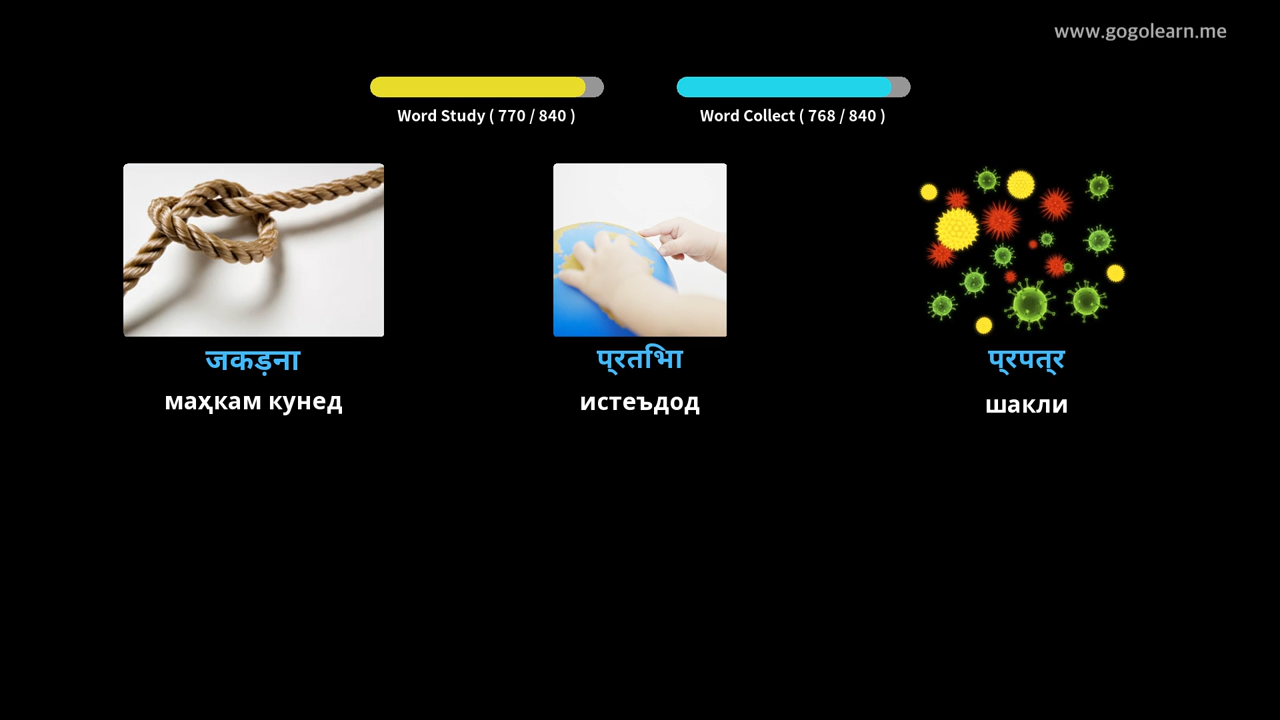 www.gogolearn.me
Word Study ( 770 / 840 )
Word Collect ( 768 / 840 )
जकड़ना
प्रतिभा
प्रपत्र
маҳкам кунед
истеъдод
шакли